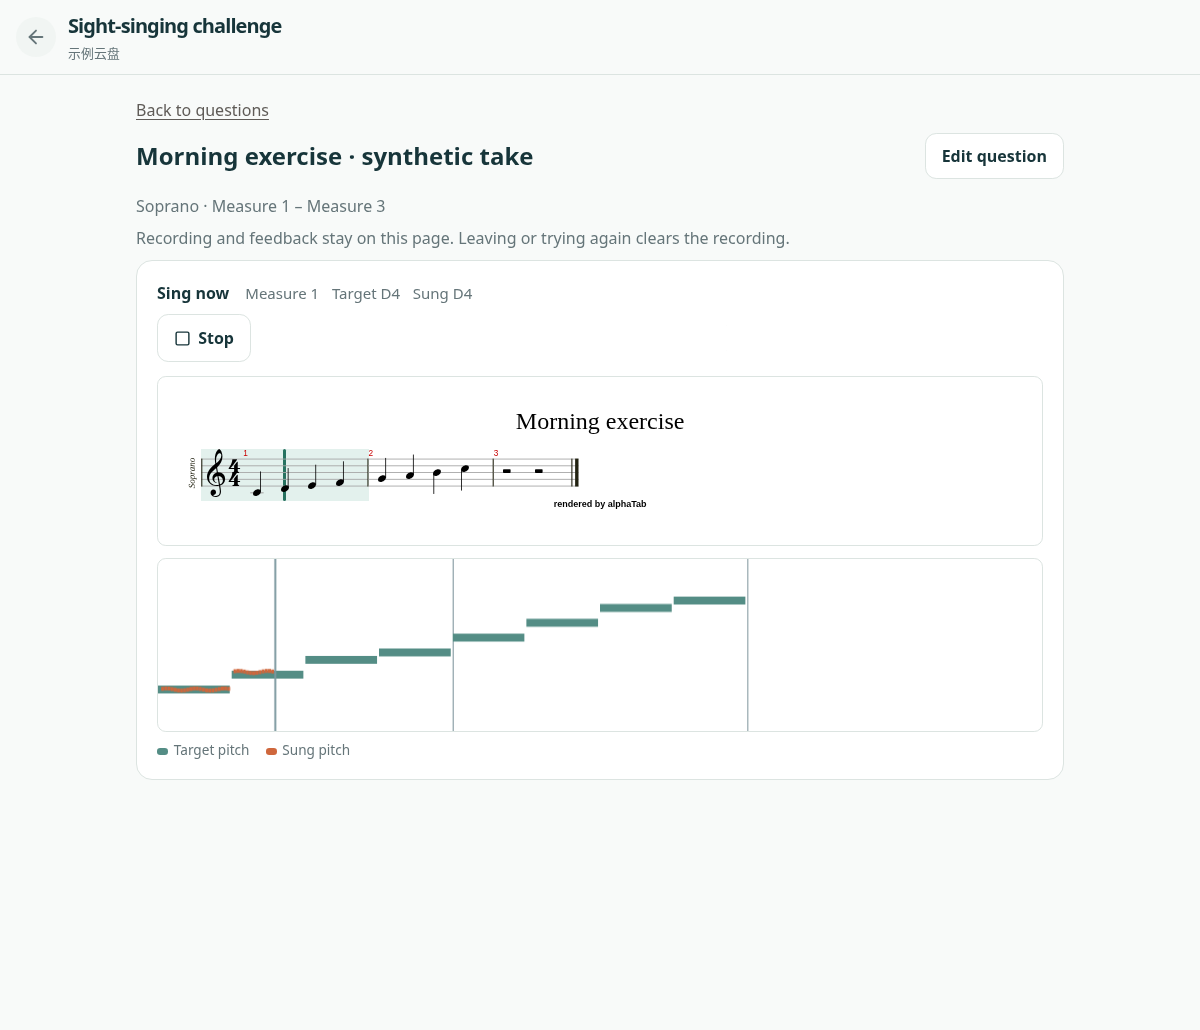 Sight-singing challenge
示例云盘
Back to questions
Morning exercise · synthetic take
Edit question
Soprano · Measure 1 – Measure 3
Recording and feedback stay on this page. Leaving or trying again clears the recording.
Sing now Measure 1 Target D4 Sung D4
Stop
Morning exercise
Soprano
1 2 3
4
4
rendered by alphaTab
Target pitch Sung pitch